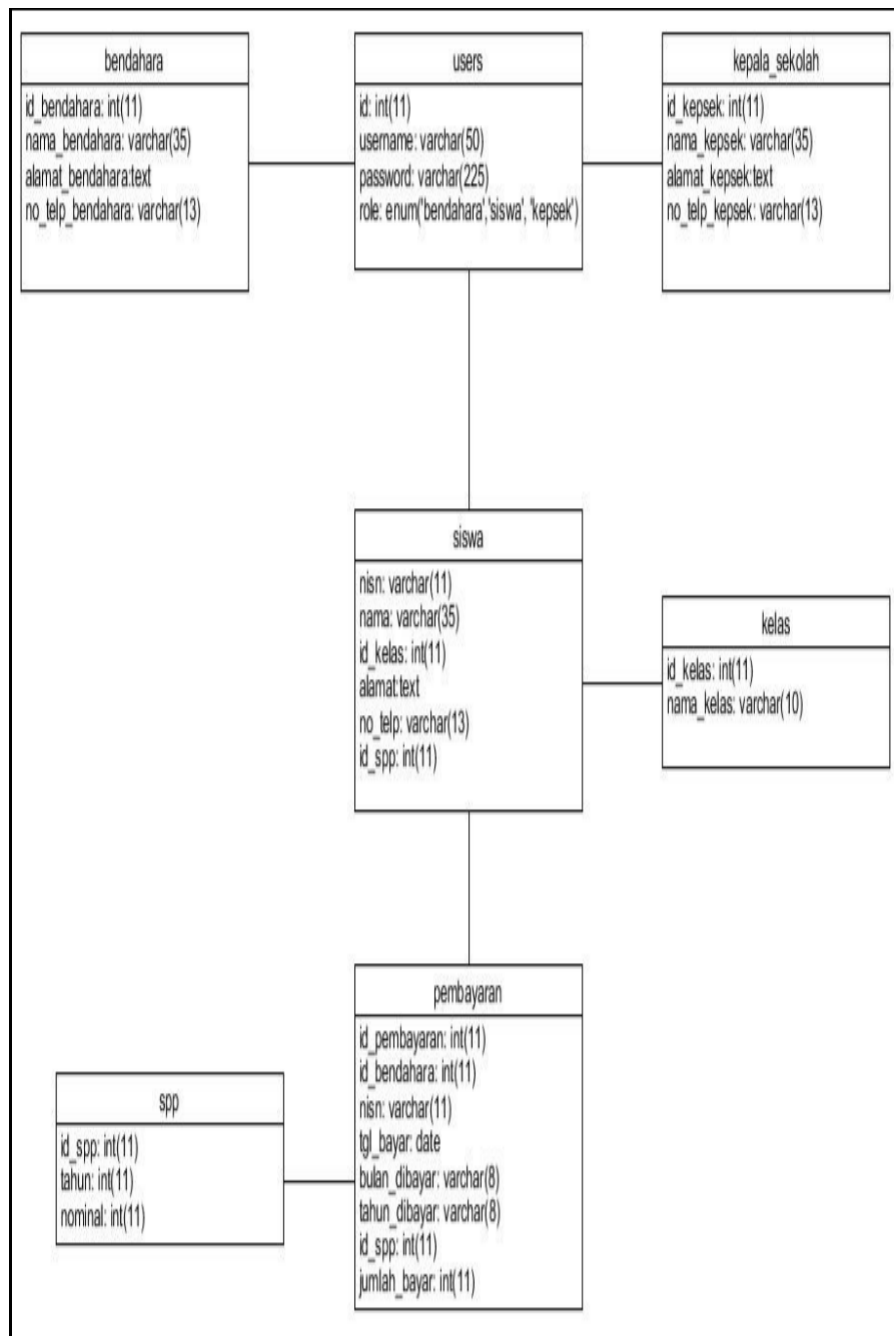 bendahara
id_bendahara: int(11)
nama_bendahara: varchar(35)
alamat_bendahara:text
no_telp_bendahara: varchar(13)
users
id: int(11)
username: varchar(50)
password: varchar(225)
role: enum('bendahara','siswa', 'kepsek')
kepala_sekolah
id_kepsek: int(11)
nama_kepsek: varchar(35)
alamat_kepsek:text
no_telp_kepsek: varchar(13)
siswa
nisn: varchar(11)
nama: varchar(35)
id_kelas: int(11)
alamat:text
no_telp: varchar(13)
id_spp: int(11)
kelas
id_kelas: int(11)
nama_kelas: varchar(10)
pembayaran
id_pembayaran: int(11)
id_bendahara: int(11)
nisn: varchar(11)
tgl_bayar: date
bulan_dibayar: varchar(8)
tahun_dibayar: varchar(8)
id_spp: int(11)
jumlah_bayar: int(11)
spp
id_spp: int(11)
tahun: int(11)
nominal: int(11)